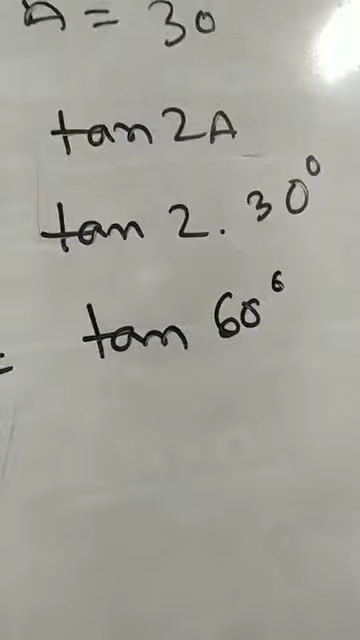 A = 30
tan 2A
tan 2. 30°
= tan 60°